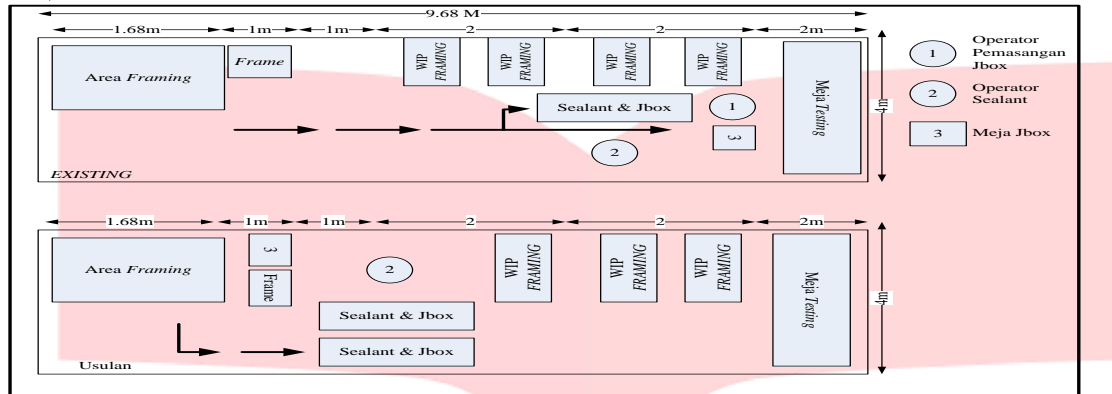 9.68 M
1.68m 1m 1m 2 2 2m
Area Framing
Frame
WIP FRAMING
WIP FRAMING
WIP FRAMING
WIP FRAMING
Meja Testing
4m
Sealant & Jbox
1
2
3
EXISTING
1 Operator Pemasangan Jbox
2 Operator Sealant
3 Meja Jbox
1.68m 1m 1m 2 2 2m
Area Framing
3
Frame
2
WIP FRAMING
WIP FRAMING
WIP FRAMING
Meja Testing
4m
Sealant & Jbox
Sealant & Jbox
Usulan